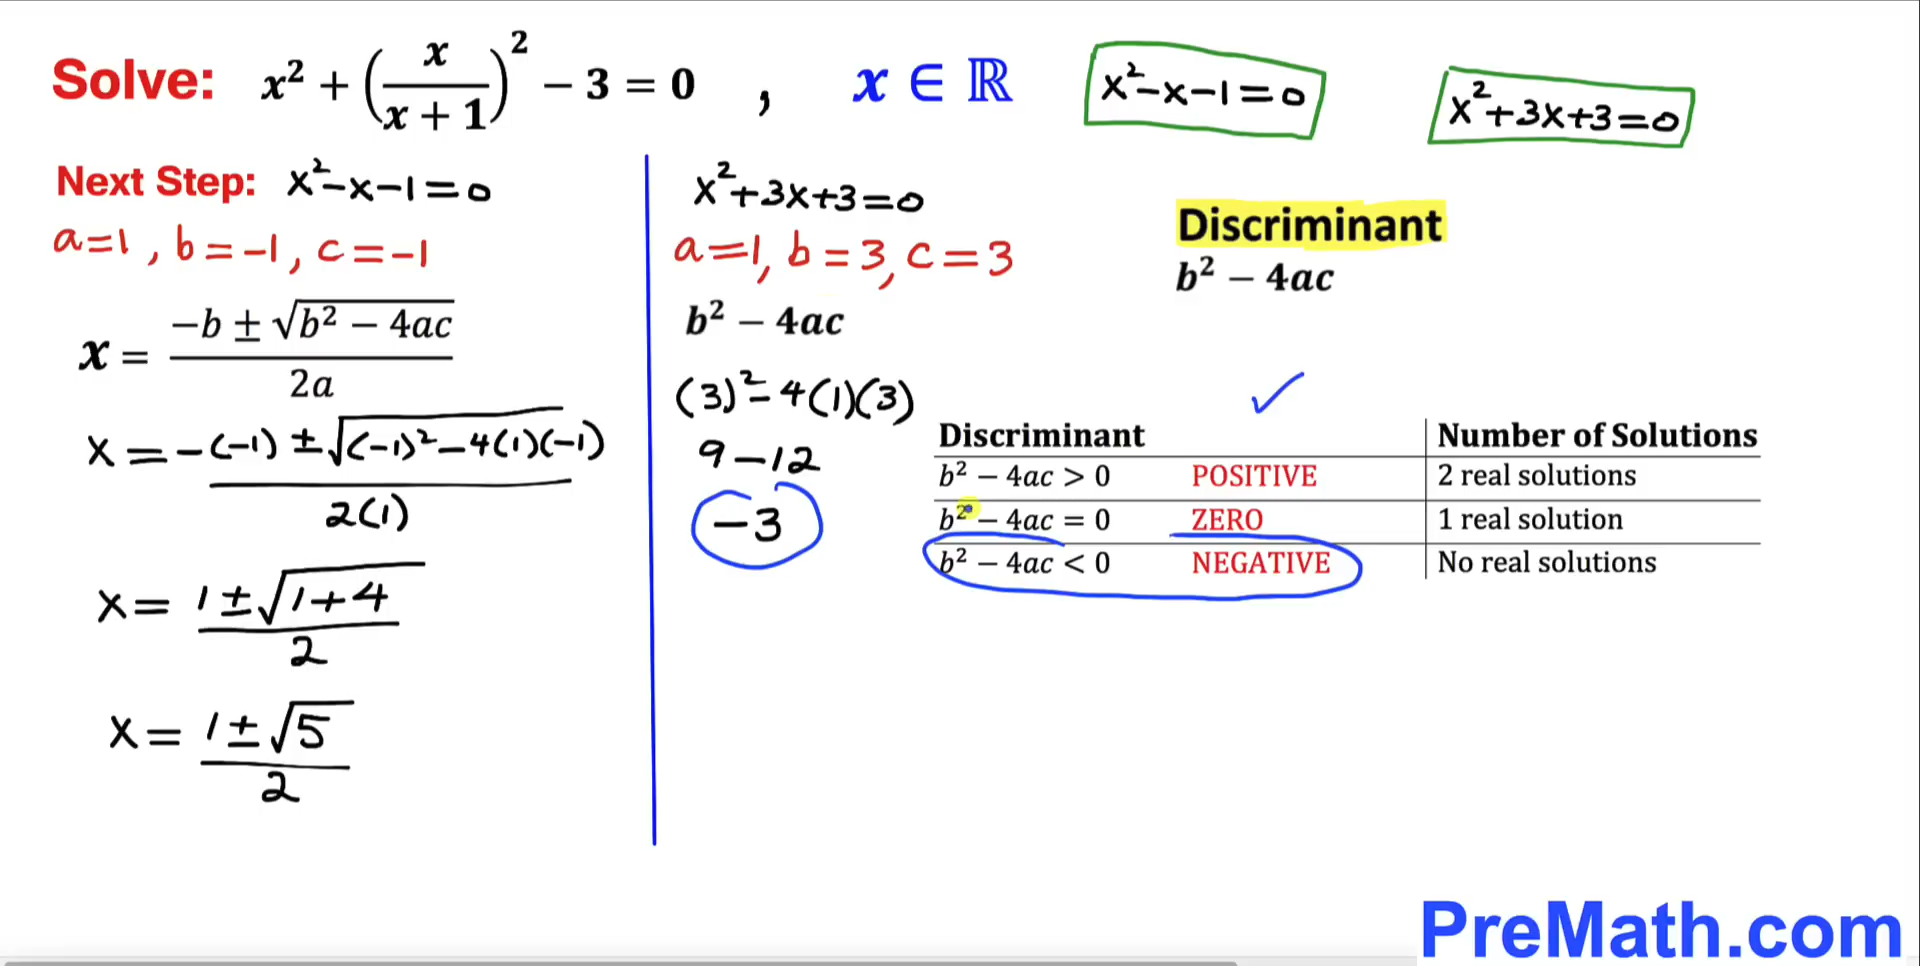 Solve: x² + (x/(x + 1))² − 3 = 0 , x ∈ ℝ
x²−x−1=0
x²+3x+3=0
Next Step: x²−x−1=0
a=1, b=−1, c=−1
x = (−b ± √(b² − 4ac))/(2a)
x = (−(−1) ± √((−1)²−4(1)(−1)))/(2(1))
x = (1±√(1+4))/2
x = (1±√5)/2
x²+3x+3=0
a=1, b=3, c=3
b² − 4ac
(3)²−4(1)(3)
9−12
−3
Discriminant
b² − 4ac
✓
Discriminant Number of Solutions
b² − 4ac > 0 POSITIVE 2 real solutions
b² − 4ac = 0 ZERO 1 real solution
b² − 4ac < 0 NEGATIVE No real solutions
PreMath.com